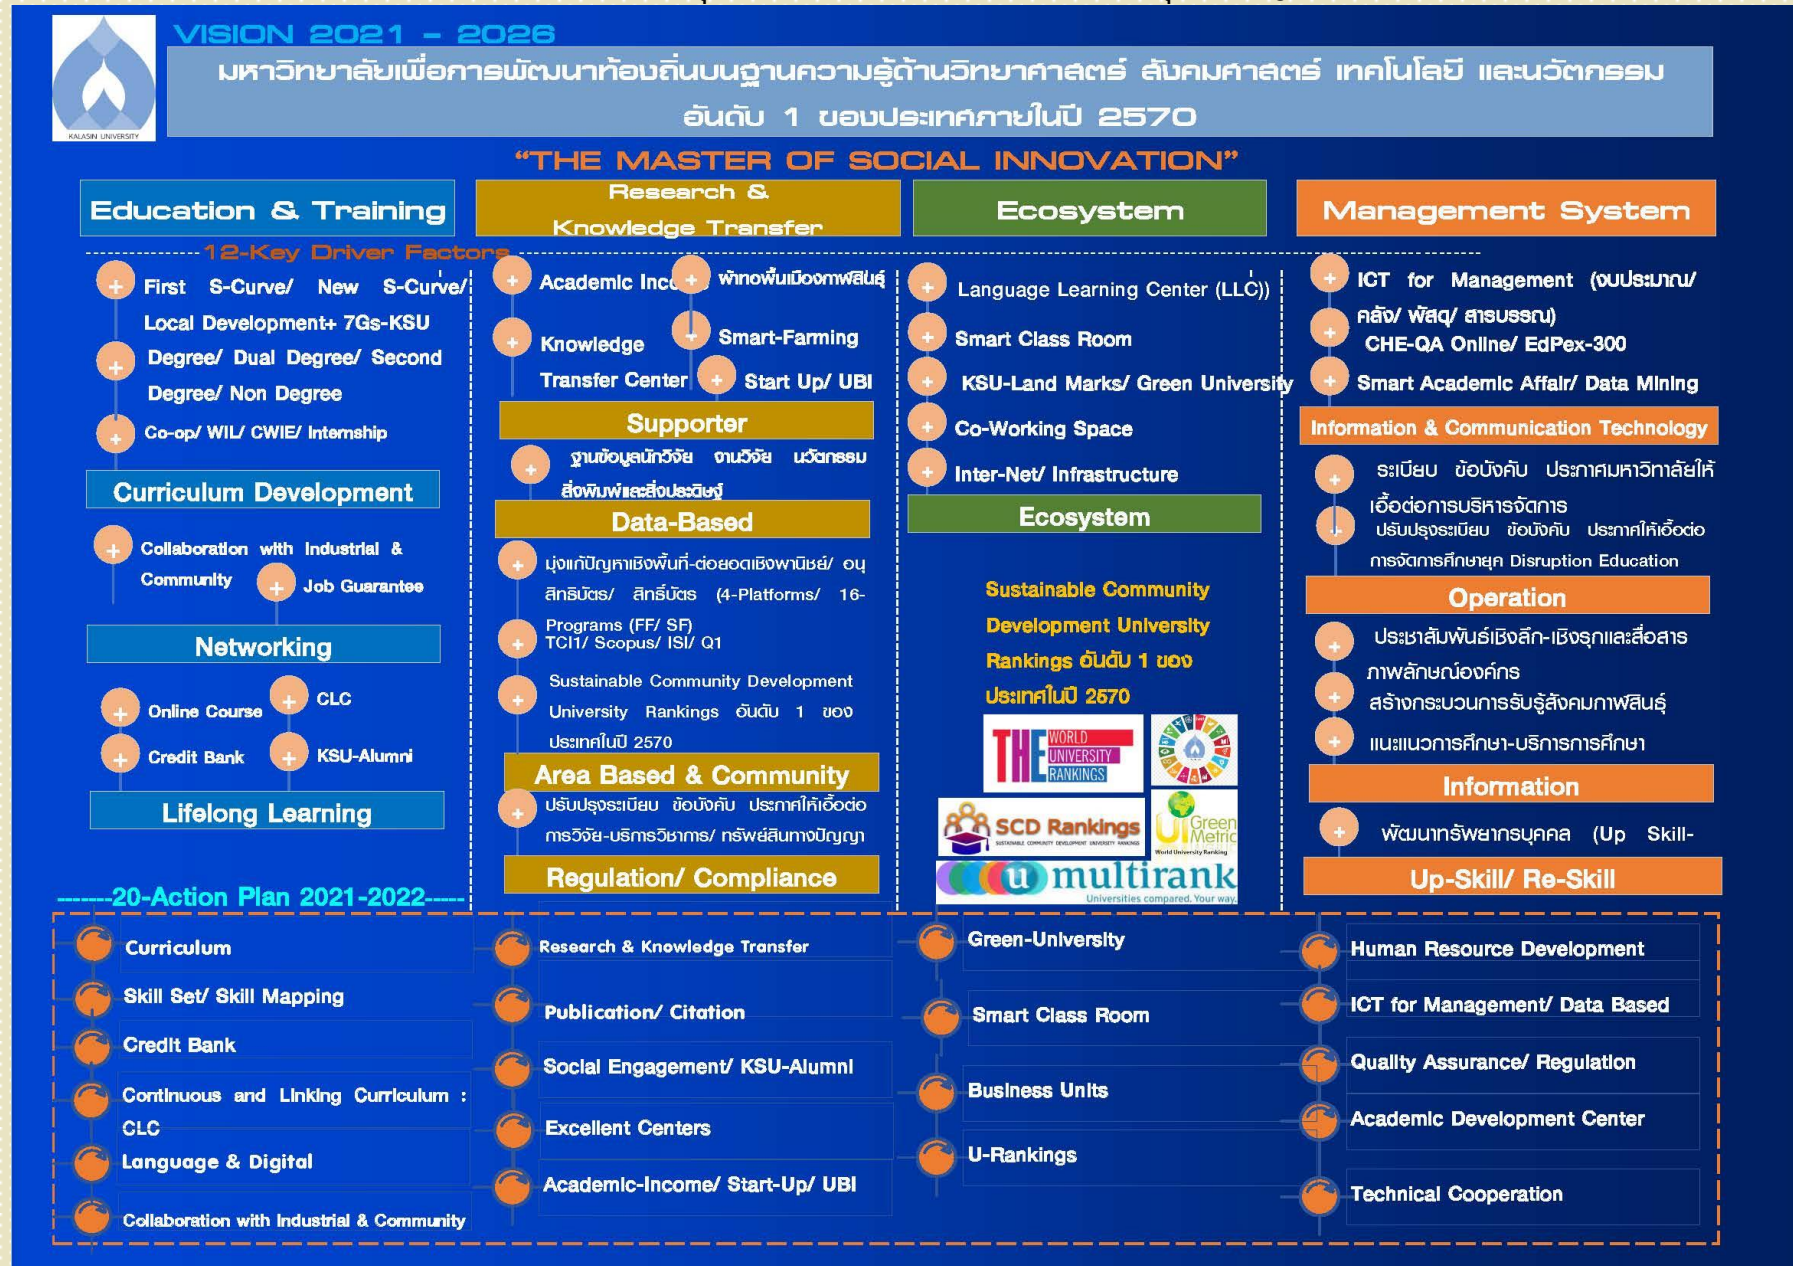 VISION 2021 – 2026
มหาวิทยาลัยเพื่อการพัฒนาท้องถิ่นบนฐานความรู้ด้านวิทยาศาสตร์ สังคมศาสตร์ เทคโนโลยี และนวัตกรรม
อันดับ 1 ของประเทศภายในปี 2570
KALASIN UNIVERSITY
“THE MASTER OF SOCIAL INNOVATION”
Education & Training
Research &
Knowledge Transfer
Ecosystem
Management System
12-Key Driver Factors
First S-Curve/ New S-Curve/
Local Development+ 7Gs-KSU
Degree/ Dual Degree/ Second
Degree/ Non Degree
Co-op/ WIL/ CWIE/ Internship
Curriculum Development
Collaboration with Industrial &
Community
Job Guarantee
Networking
Online Course
CLC
Credit Bank
KSU-Alumni
Lifelong Learning
Academic
ผ้าทอพื้นเมืองกาฬสินธุ์
Knowledge
Transfer Center
Smart-Farming
Start Up/ UBI
Supporter
ฐานข้อมูลนักวิจัย งานวิจัย นวัตกรรม
สิ่งพิมพ์และสิ่งประดิษฐ์
Data-Based
มุ่งแก้ปัญหาเชิงพื้นที่-ต่อยอดเชิงพานิชย์/ อนุ
สิทธิบัตร/ สิทธิ์บัตร (4-Platforms/ 16-
Programs (FF/ SF)
TCI1/ Scopus/ ISI/ Q1
Sustainable Community Development
University Rankings อันดับ 1 ของ
ประเทศในปี 2570
Area Based & Community
ปรับปรุงระเบียบ ข้อบังคับ ประกาศให้เอื้อต่อ
การวิจัย-บริการวิชาการ/ ทรัพย์สินทางปัญญา
Regulation/ Compliance
Language Learning Center (LLC))
Smart Class Room
KSU-Land Marks/ Green University
Co-Working Space
Inter-Net/ Infrastructure
Ecosystem
Sustainable Community
Development University
Rankings อันดับ 1 ของ
ประเทศในปี 2570
THE WORLD
UNIVERSITY
RANKINGS
SCD Rankings
SUSTAINABLE COMMUNITY DEVELOPMENT UNIVERSITY RANKINGS
UI Green
Metric
World University Ranking
u multirank
Universities compared. Your way.
ICT for Management (งบประมาณ/
คลัง/ พัสดุ/ สารบรรณ)
CHE-QA Online/ EdPex-300
Smart Academic Affair/ Data Mining
Information & Communication Technology
ระเบียบ ข้อบังคับ ประกาศมหาวิทาลัยให้
เอื้อต่อการบริหารจัดการ
ปรับปรุงระเบียบ ข้อบังคับ ประกาศให้เอื้อต่อ
การจัดการศึกษายุค Disruption Education
Operation
ประชาสัมพันธ์เชิงลึก-เชิงรุกและสื่อสาร
ภาพลักษณ์องค์กร
สร้างกระบวนการรับรู้สังคมกาฬสินธุ์
แนะแนวการศึกษา-บริการการศึกษา
Information
พัฒนาทรัพยากรบุคคล (Up Skill-
Up-Skill/ Re-Skill
-------20-Action Plan 2021-2022-----
Curriculum
Skill Set/ Skill Mapping
Credit Bank
Continuous and Linking Curriculum :
CLC
Language & Digital
Collaboration with Industrial & Community
Research & Knowledge Transfer
Publication/ Citation
Social Engagement/ KSU-Alumni
Excellent Centers
Academic-Income/ Start-Up/ UBI
Green-University
Smart Class Room
Business Units
U-Rankings
Human Resource Development
ICT for Management/ Data Based
Quality Assurance/ Regulation
Academic Development Center
Technical Cooperation